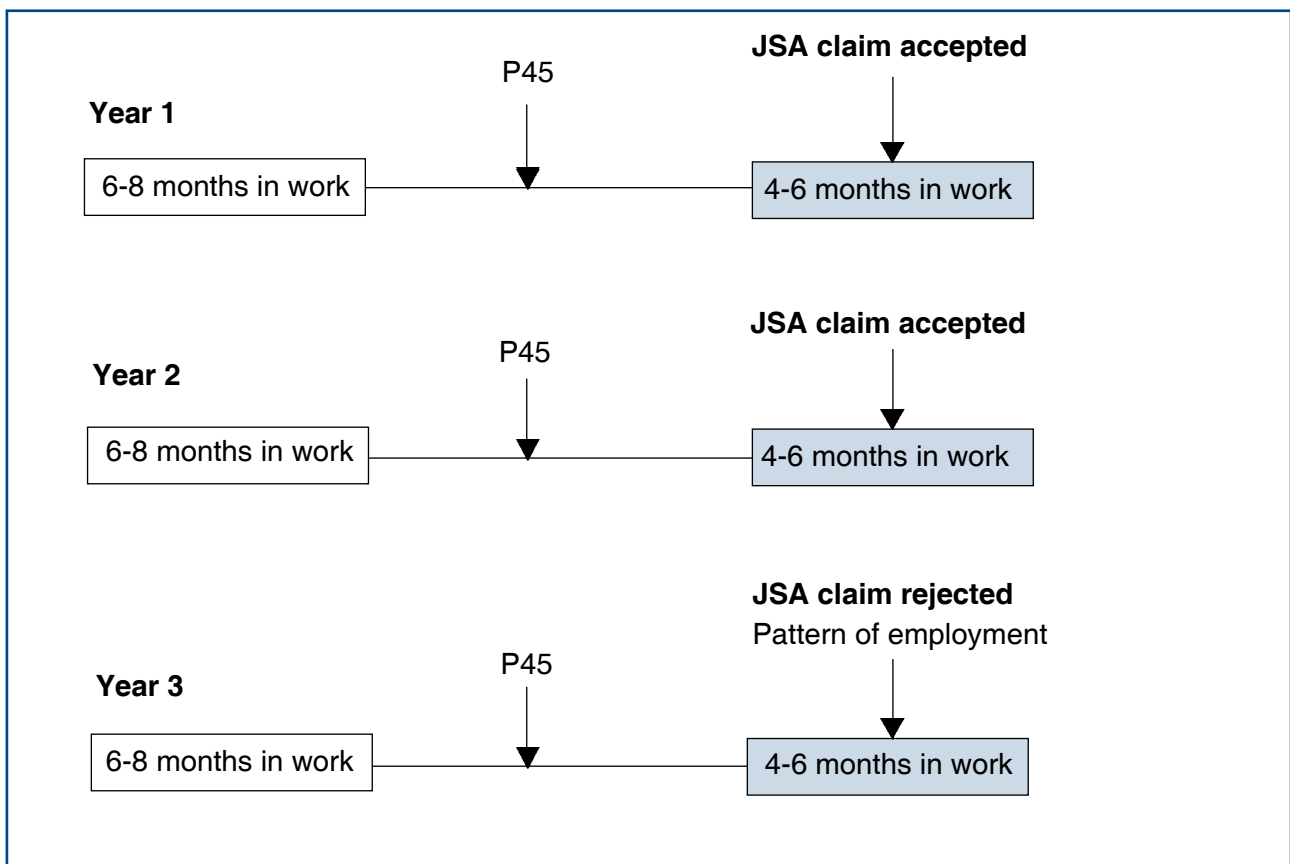 JSA claim accepted
P45
Year 1
6-8 months in work
4-6 months in work
JSA claim accepted
P45
Year 2
6-8 months in work
4-6 months in work
JSA claim rejected
Pattern of employment
P45
Year 3
6-8 months in work
4-6 months in work